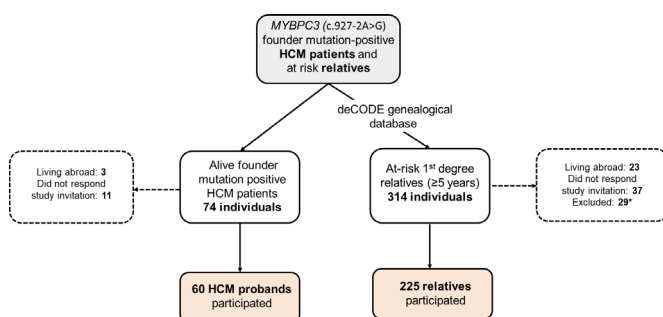 MYBPC3 (c.927-2A>G)
founder mutation-positive
HCM patients and
at risk relatives
deCODE genealogical
database
Living abroad: 3
Did not respond
study invitation: 11
Alive founder
mutation positive
HCM patients
74 individuals
At-risk 1st degree
relatives (≥5 years)
314 individuals
Living abroad: 23
Did not respond
study invitation: 37
Excluded: 29*
60 HCM probands
participated
225 relatives
participated